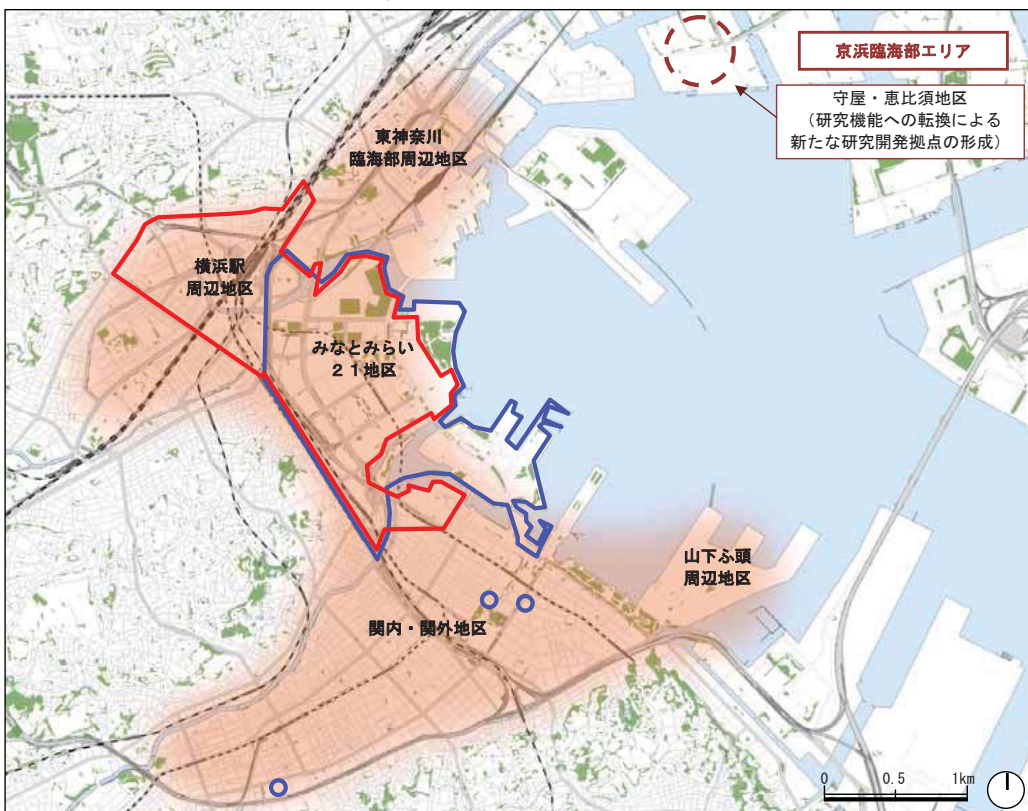 京浜臨海部エリア
守屋・恵比須地区
（研究機能への転換による
新たな研究開発拠点の形成）
東神奈川
臨海部周辺地区
横浜駅
周辺地区
みなとみらい
２１地区
山下ふ頭
周辺地区
関内・関外地区
0 0.5 1km